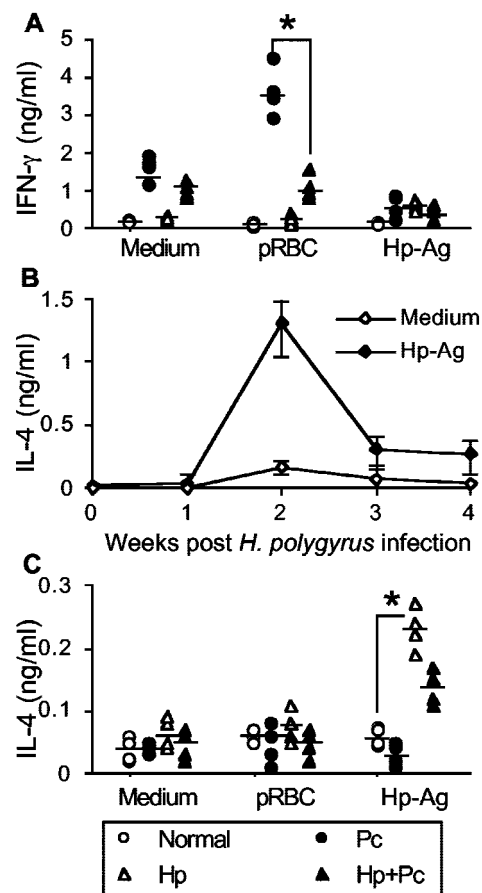 A
IFN-γ (ng/ml)
5
4
3
2
1
0
*
Medium pRBC Hp-Ag
B
IL-4 (ng/ml)
1.5
1
0.5
0
Medium
Hp-Ag
0 1 2 3 4
Weeks post H. polygyrus infection
C
IL-4 (ng/ml)
0.3
0.2
0.1
0
*
Medium pRBC Hp-Ag
Normal Pc
Hp Hp+Pc